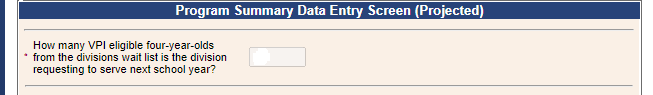 Program Summary Data Entry Screen (Projected)
How many VPI eligible four-year-olds
* from the divisions wait list is the division
requesting to serve next school year?